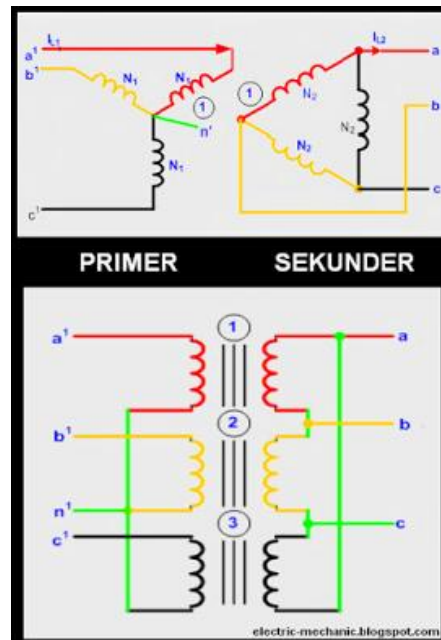 I_L1
a¹
b¹
N₁
N₁
1
n'
N₁
c¹
1
N₂
I_L2
a
b
N₂
N₂
c
PRIMER
SEKUNDER
a¹
1
a
2
b¹
b
n¹
3
c
c¹
electric-mechanic.blogspot.com